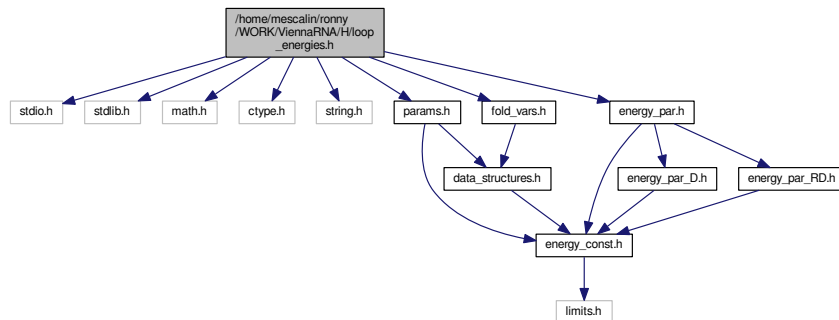 /home/mescalin/ronny
/WORK/ViennaRNA/H/loop
_energies.h
stdio.h
stdlib.h
math.h
ctype.h
string.h
params.h
fold_vars.h
energy_par.h
data_structures.h
energy_par_D.h
energy_par_RD.h
energy_const.h
limits.h